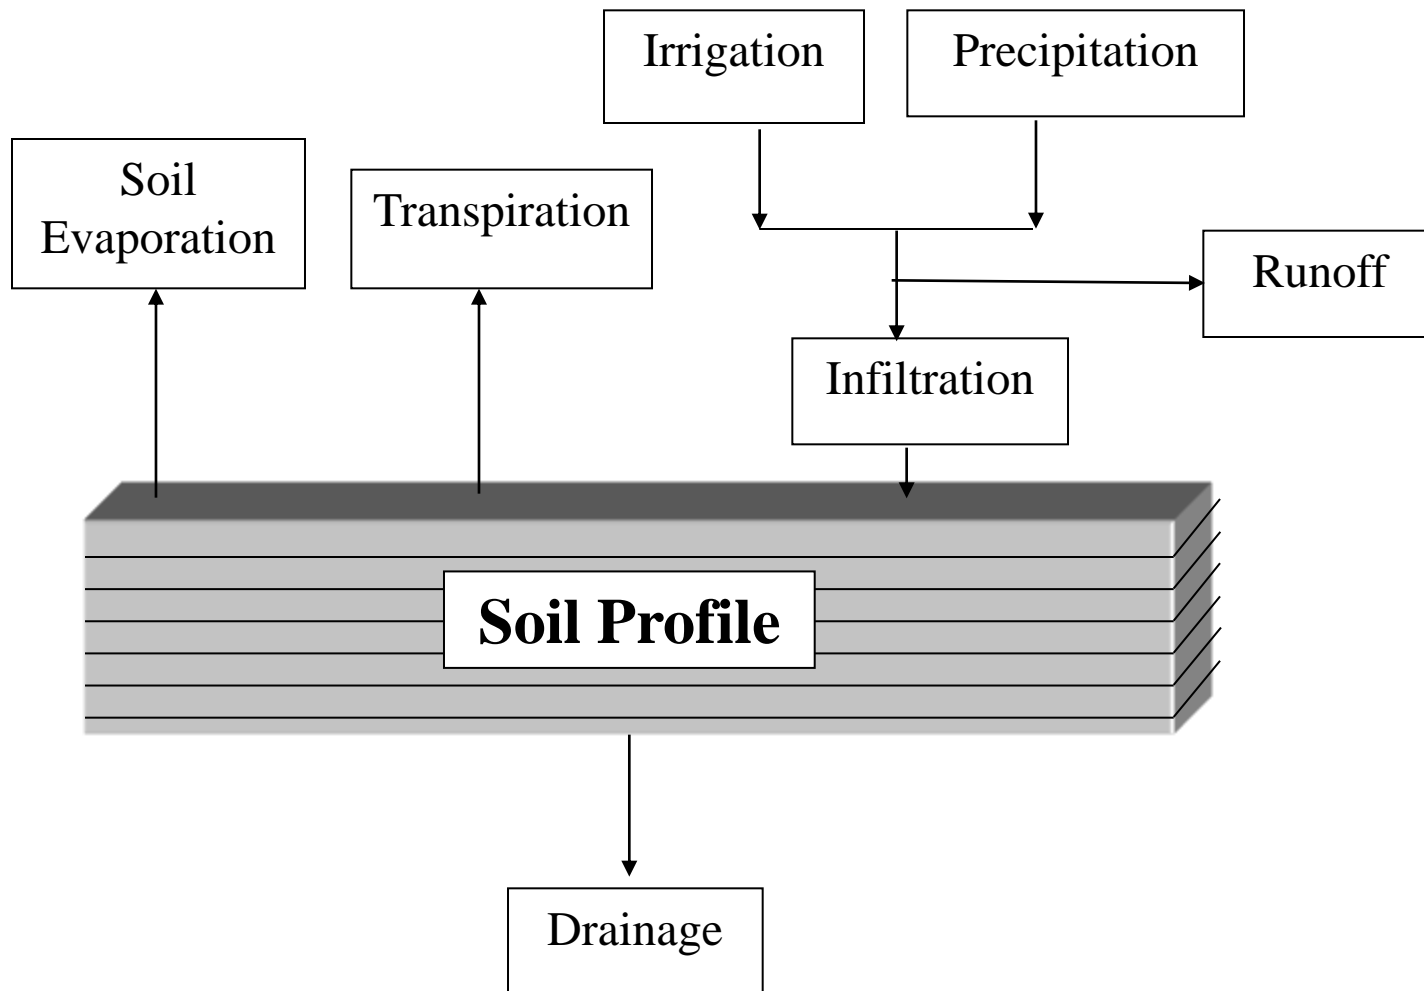 Irrigation
Precipitation
Soil
Evaporation
Transpiration
Runoff
Infiltration
Soil Profile
Drainage